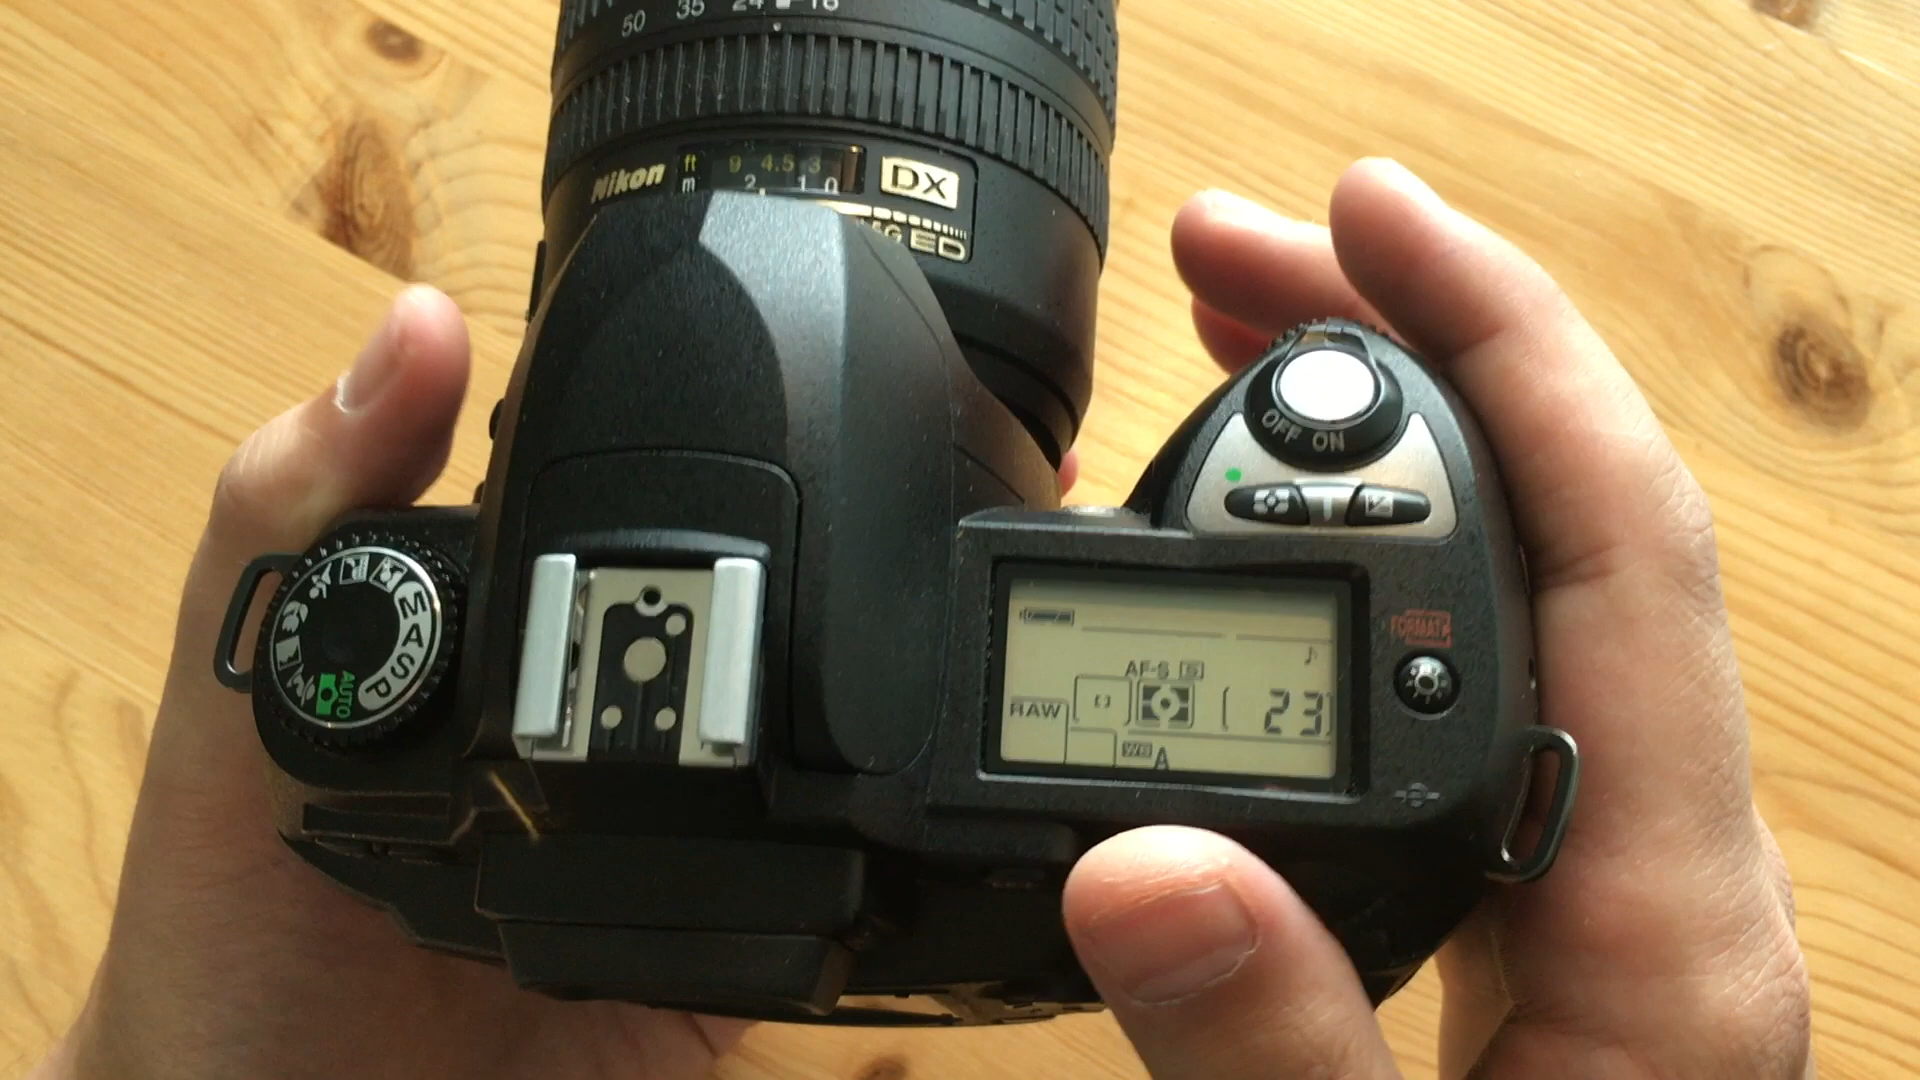 50 35 24 18
Nikon ft 9 4.5 3
m 2 1 0
DX
ED
OFF ON
M A S P
AUTO
FORMAT
AF-S S
RAW [ 23]
WB A